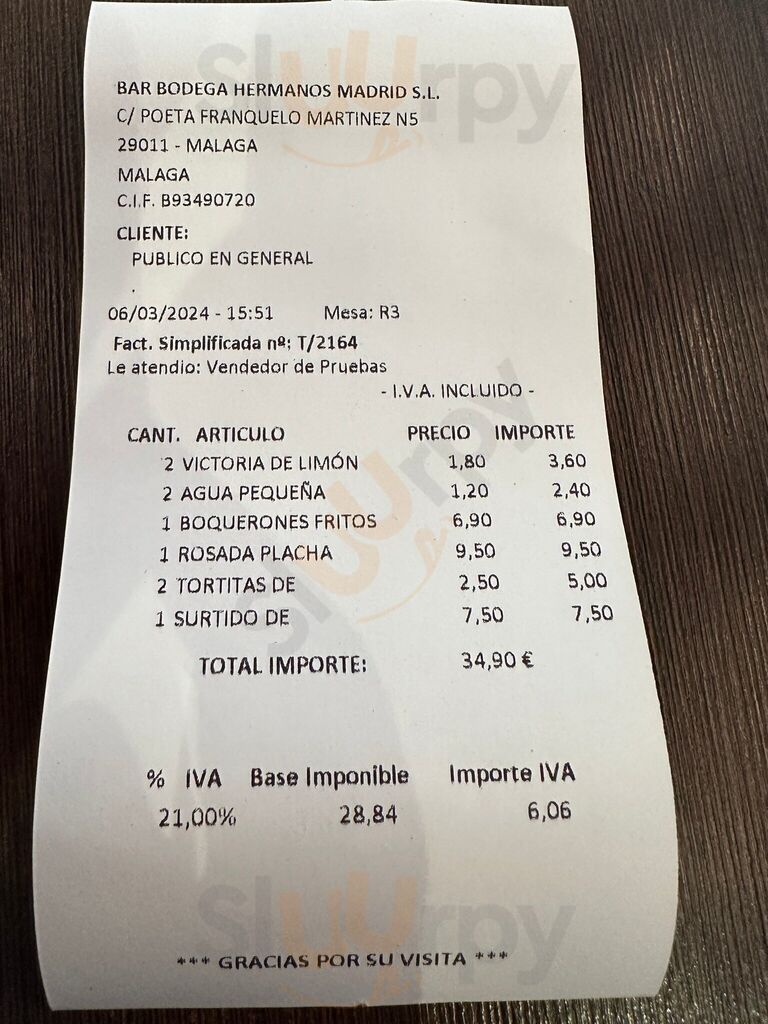 BAR BODEGA HERMANOS MADRID S.L.
C/ POETA FRANQUELO MARTINEZ N5
29011 - MALAGA
MALAGA
C.I.F. B93490720
CLIENTE:
PUBLICO EN GENERAL
.
06/03/2024 - 15:51 Mesa: R3
Fact. Simplificada nº: T/2164
Le atendio: Vendedor de Pruebas
- I.V.A. INCLUIDO -
CANT. ARTICULO PRECIO IMPORTE
2 VICTORIA DE LIMÓN 1,80 3,60
2 AGUA PEQUEÑA 1,20 2,40
1 BOQUERONES FRITOS 6,90 6,90
1 ROSADA PLACHA 9,50 9,50
2 TORTITAS DE 2,50 5,00
1 SURTIDO DE 7,50 7,50
TOTAL IMPORTE: 34,90 €
% IVA Base Imponible Importe IVA
21,00% 28,84 6,06
*** GRACIAS POR SU VISITA ***
Sluurpy
Sluurpy
Sluurpy